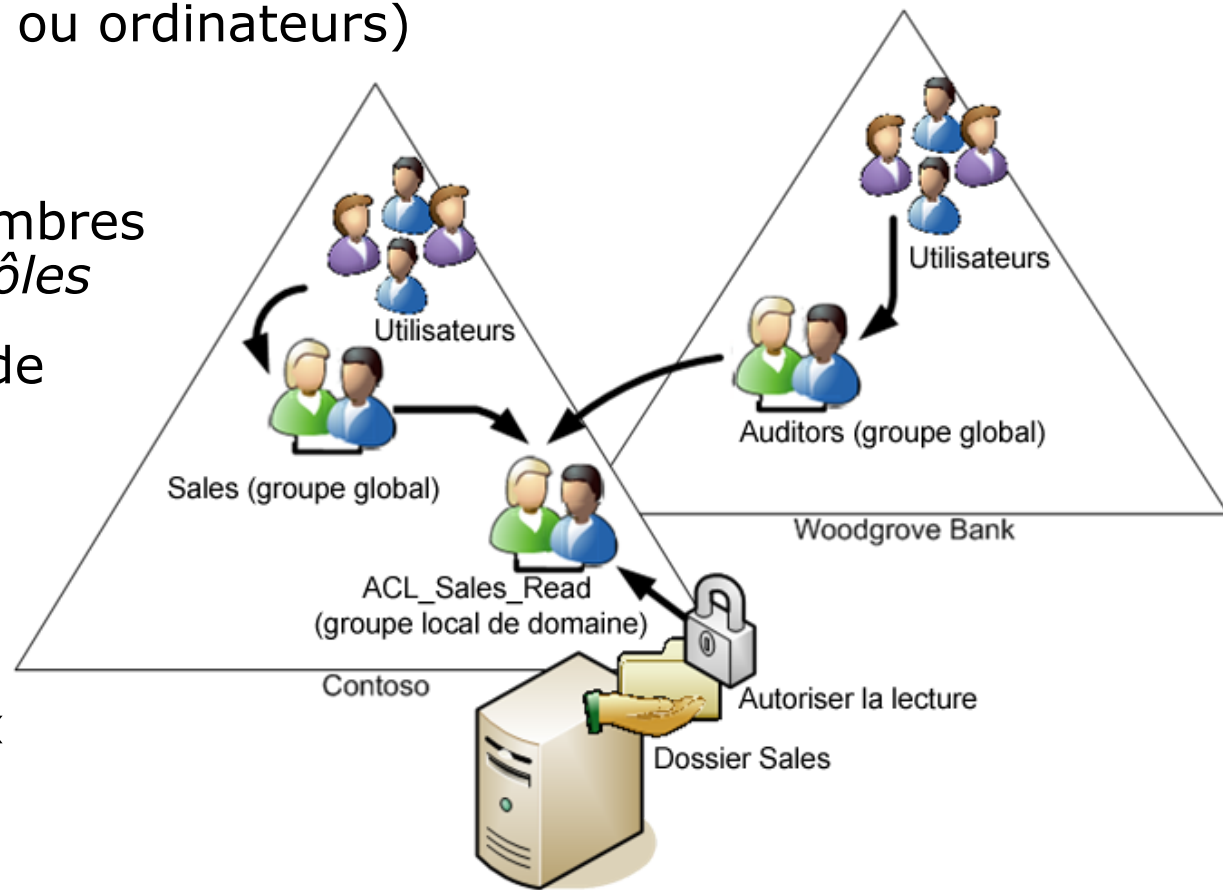 ou ordinateurs)
mbres
ôles
de
x
Utilisateurs
Sales (groupe global)
ACL_Sales_Read
(groupe local de domaine)
Contoso
Utilisateurs
Auditors (groupe global)
Woodgrove Bank
Autoriser la lecture
Dossier Sales